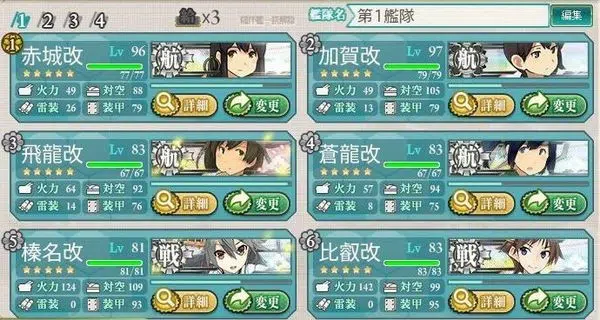 1 2 3 4 x3 艦隊名 第1艦隊 編集
1 赤城改 Lv 96 航
77/77
火力 49 対空 88
雷装 26 装甲 79 詳細 変更
2 加賀改 Lv 97 航
79/79
火力 49 対空 105
雷装 13 装甲 79 詳細 変更
3 飛龍改 Lv 83 航
67/67
火力 64 対空 92
雷装 14 装甲 76 詳細 変更
4 蒼龍改 Lv 83 航
67/67
火力 57 対空 94
雷装 8 装甲 75 詳細 変更
5 榛名改 Lv 81 戦
81/81
火力 124 対空 109
雷装 0 装甲 93 詳細 変更
6 比叡改 Lv 83 戦
83/83
火力 142 対空 99
雷装 0 装甲 95 詳細 変更